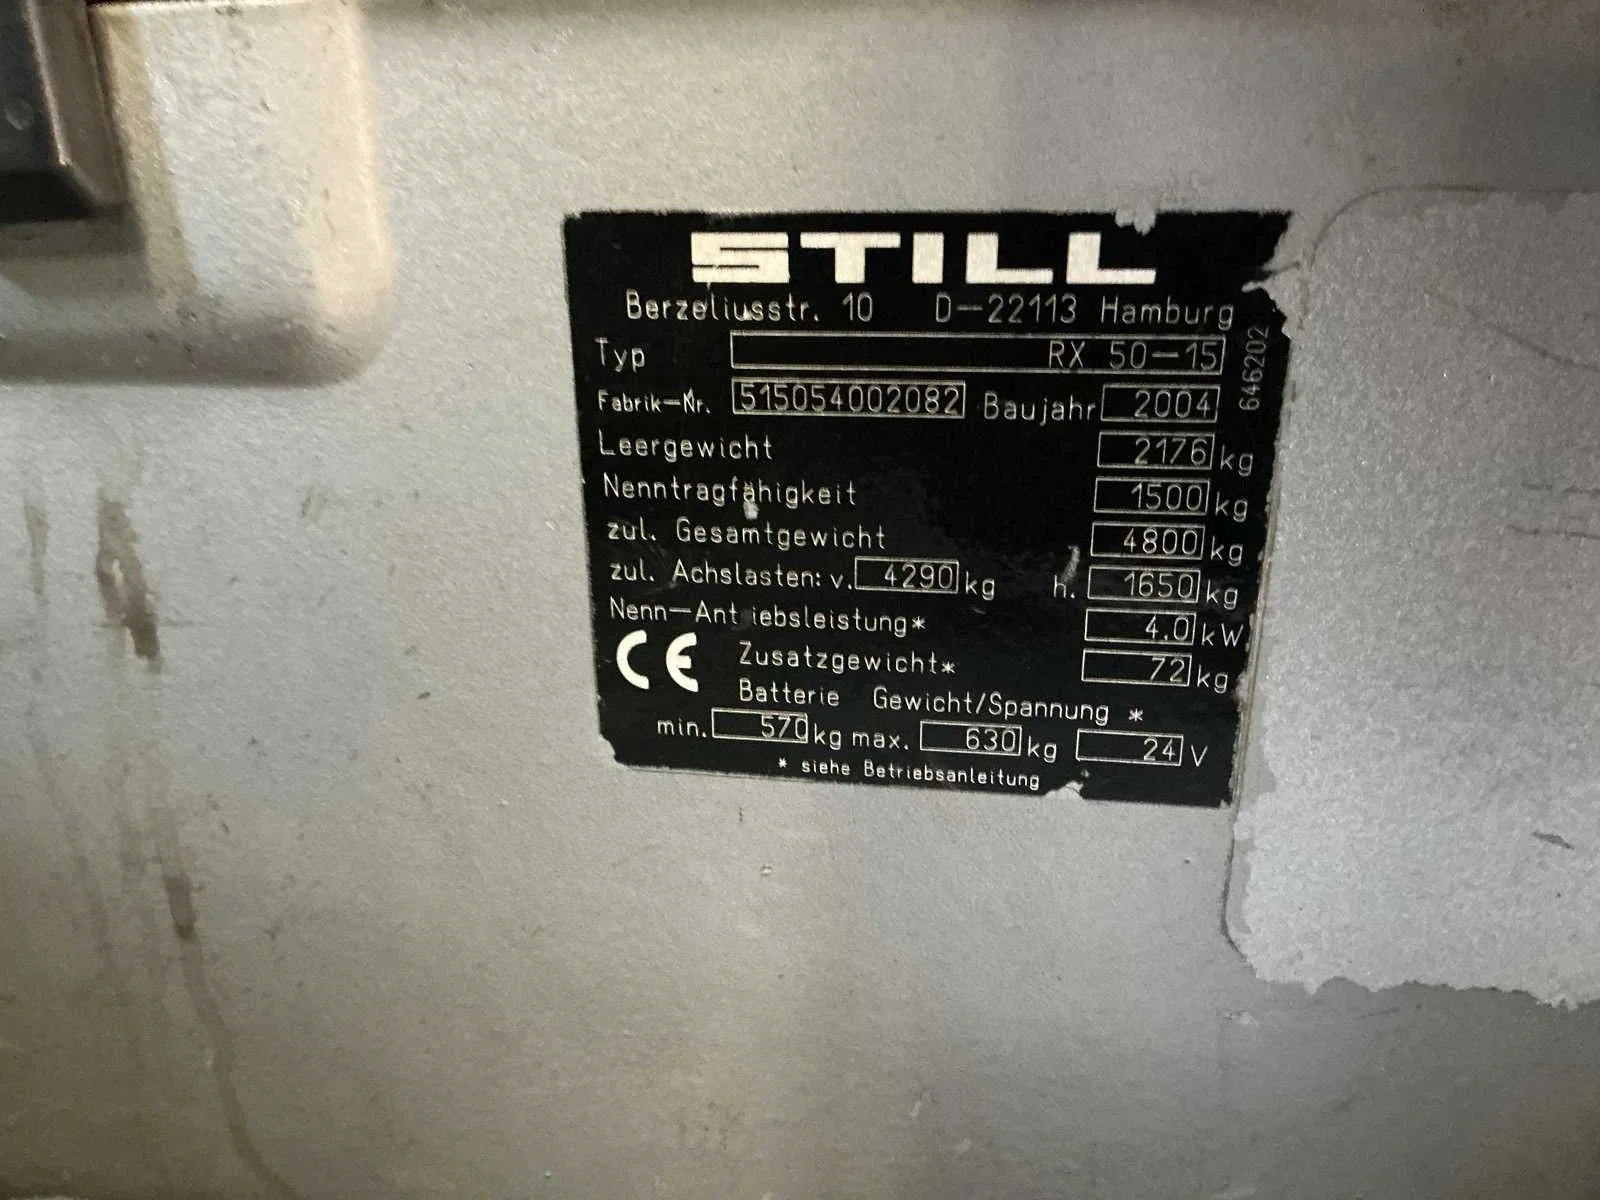 STILL
Berzeliusstr. 10 D-22113 Hamburg
Typ RX 50-15
646202
Fabrik-Nr. 515054002082 Baujahr 2004
Leergewicht 2176 kg
Nenntragfähigkeit 1500 kg
zul. Gesamtgewicht 4800 kg
zul. Achslasten: v. 4290 kg h. 1650 kg
Nenn-Ant iebsleistung* 4.0 kW
CE Zusatzgewicht* 72 kg
Batterie Gewicht/Spannung *
min. 570 kg max. 630 kg 24 V
* siehe Betriebsanleitung